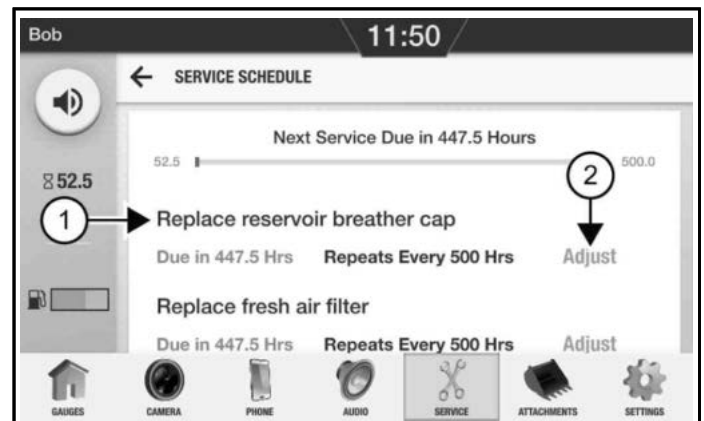 Bob
11:50
← SERVICE SCHEDULE
Next Service Due in 447.5 Hours
52.5 500.0
52.5
1
2
Replace reservoir breather cap
Due in 447.5 Hrs Repeats Every 500 Hrs Adjust
Replace fresh air filter
Due in 447.5 Hrs Repeats Every 500 Hrs Adjust
GAUGES CAMERA PHONE AUDIO SERVICE ATTACHMENTS SETTINGS